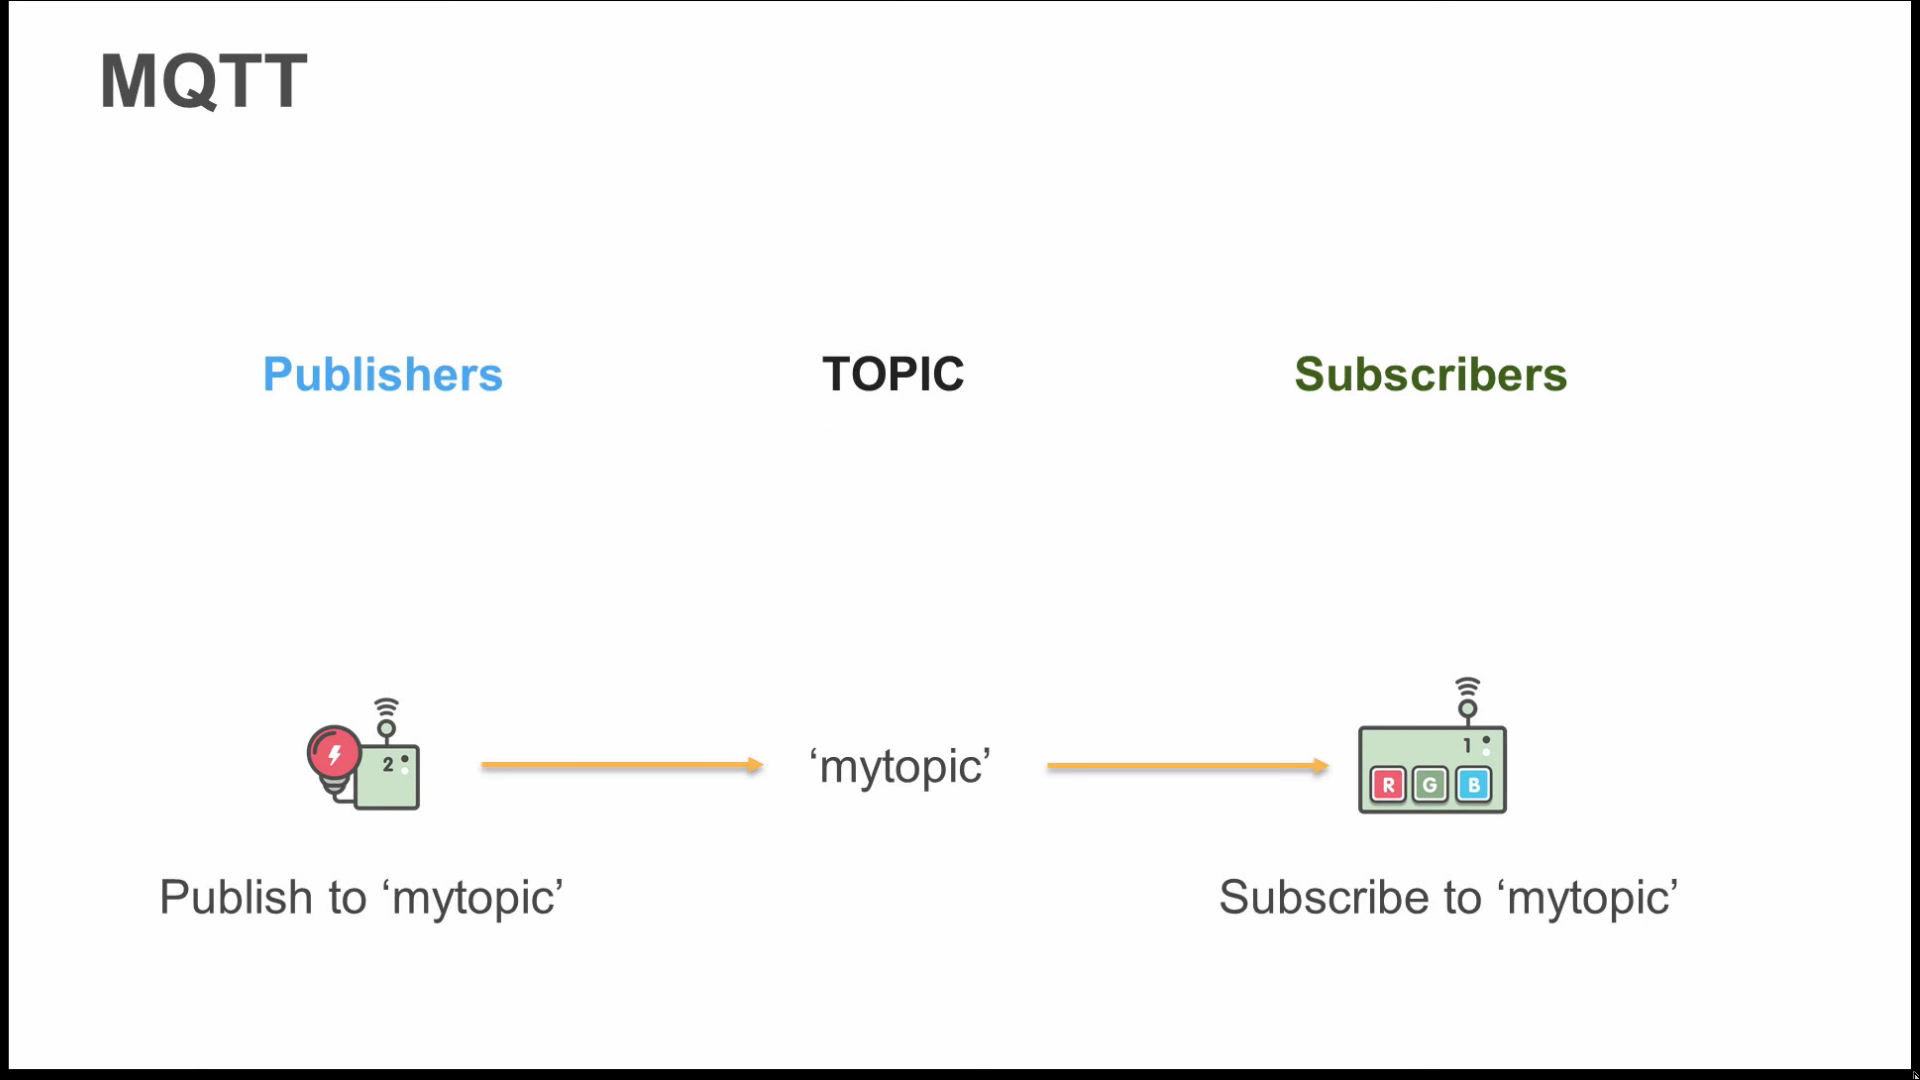 MQTT
Publishers TOPIC Subscribers
2
1
‘mytopic’
R G B
Publish to ‘mytopic’
Subscribe to ‘mytopic’